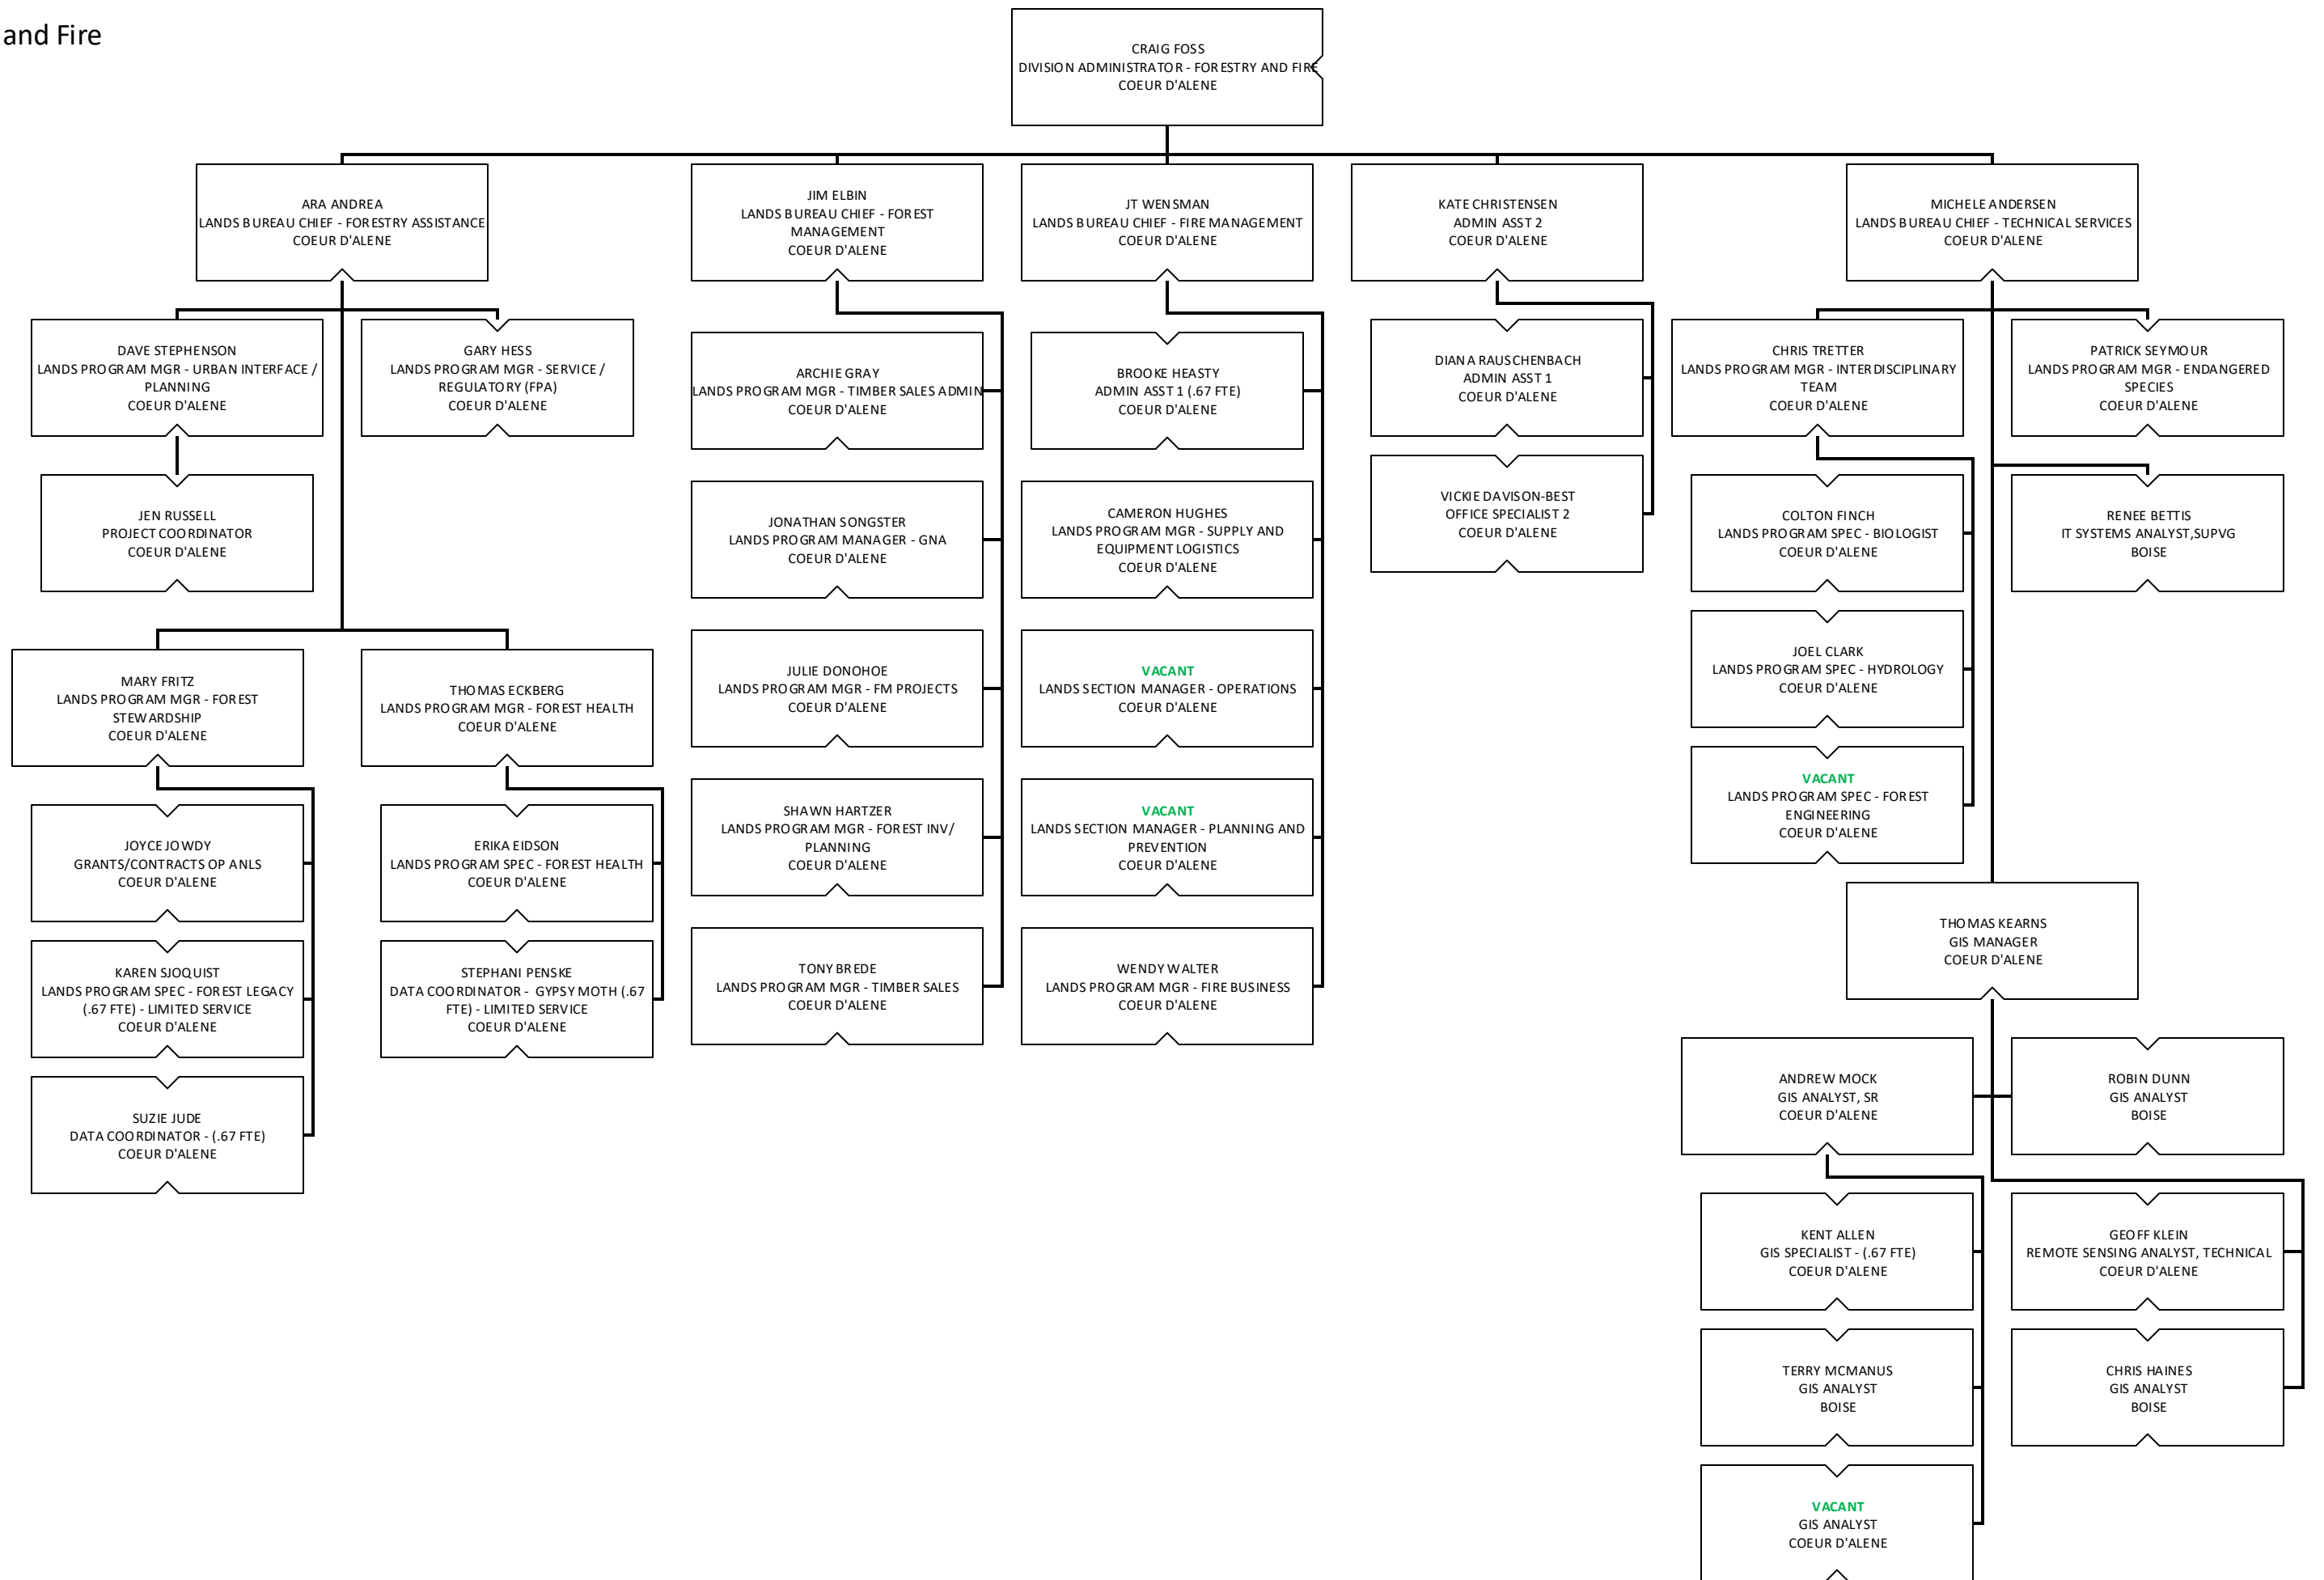 and Fire
CRAIG FOSS
DIVISION ADMINISTRATOR - FORESTRY AND FIRE
COEUR D'ALENE
ARA ANDREA
LANDS BUREAU CHIEF - FORESTRY ASSISTANCE
COEUR D'ALENE
JIM ELBIN
LANDS BUREAU CHIEF - FOREST
MANAGEMENT
COEUR D'ALENE
JT WENSMAN
LANDS BUREAU CHIEF - FIRE MANAGEMENT
COEUR D'ALENE
KATE CHRISTENSEN
ADMIN ASST 2
COEUR D'ALENE
MICHELE ANDERSEN
LANDS BUREAU CHIEF - TECHNICAL SERVICES
COEUR D'ALENE
DAVE STEPHENSON
LANDS PROGRAM MGR - URBAN INTERFACE /
PLANNING
COEUR D'ALENE
GARY HESS
LANDS PROGRAM MGR - SERVICE /
REGULATORY (FPA)
COEUR D'ALENE
JEN RUSSELL
PROJECT COORDINATOR
COEUR D'ALENE
MARY FRITZ
LANDS PROGRAM MGR - FOREST
STEWARDSHIP
COEUR D'ALENE
THOMAS ECKBERG
LANDS PROGRAM MGR - FOREST HEALTH
COEUR D'ALENE
JOYCE JOWDY
GRANTS/CONTRACTS OP ANLS
COEUR D'ALENE
KAREN SJOQUIST
LANDS PROGRAM SPEC - FOREST LEGACY
(.67 FTE) - LIMITED SERVICE
COEUR D'ALENE
SUZIE JUDE
DATA COORDINATOR - (.67 FTE)
COEUR D'ALENE
ERIKA EIDSON
LANDS PROGRAM SPEC - FOREST HEALTH
COEUR D'ALENE
STEPHANI PENSKE
DATA COORDINATOR - GYPSY MOTH (.67
FTE) - LIMITED SERVICE
COEUR D'ALENE
ARCHIE GRAY
LANDS PROGRAM MGR - TIMBER SALES ADMIN
COEUR D'ALENE
JONATHAN SONGSTER
LANDS PROGRAM MANAGER - GNA
COEUR D'ALENE
JULIE DONOHOE
LANDS PROGRAM MGR - FM PROJECTS
COEUR D'ALENE
SHAWN HARTZER
LANDS PROGRAM MGR - FOREST INV/
PLANNING
COEUR D'ALENE
TONY BREDE
LANDS PROGRAM MGR - TIMBER SALES
COEUR D'ALENE
BROOKE HEASTY
ADMIN ASST 1 (.67 FTE)
COEUR D'ALENE
CAMERON HUGHES
LANDS PROGRAM MGR - SUPPLY AND
EQUIPMENT LOGISTICS
COEUR D'ALENE
VACANT
LANDS SECTION MANAGER - OPERATIONS
COEUR D'ALENE
VACANT
LANDS SECTION MANAGER - PLANNING AND
PREVENTION
COEUR D'ALENE
WENDY WALTER
LANDS PROGRAM MGR - FIRE BUSINESS
COEUR D'ALENE
DIANA RAUSCHENBACH
ADMIN ASST 1
COEUR D'ALENE
VICKIE DAVISON-BEST
OFFICE SPECIALIST 2
COEUR D'ALENE
CHRIS TRETTER
LANDS PROGRAM MGR - INTERDISCIPLINARY
TEAM
COEUR D'ALENE
PATRICK SEYMOUR
LANDS PROGRAM MGR - ENDANGERED
SPECIES
COEUR D'ALENE
COLTON FINCH
LANDS PROGRAM SPEC - BIOLOGIST
COEUR D'ALENE
RENEE BETTIS
IT SYSTEMS ANALYST,SUPVG
BOISE
JOEL CLARK
LANDS PROGRAM SPEC - HYDROLOGY
COEUR D'ALENE
VACANT
LANDS PROGRAM SPEC - FOREST
ENGINEERING
COEUR D'ALENE
THOMAS KEARNS
GIS MANAGER
COEUR D'ALENE
ANDREW MOCK
GIS ANALYST, SR
COEUR D'ALENE
ROBIN DUNN
GIS ANALYST
BOISE
KENT ALLEN
GIS SPECIALIST - (.67 FTE)
COEUR D'ALENE
GEOFF KLEIN
REMOTE SENSING ANALYST, TECHNICAL
COEUR D'ALENE
TERRY MCMANUS
GIS ANALYST
BOISE
CHRIS HAINES
GIS ANALYST
BOISE
VACANT
GIS ANALYST
COEUR D'ALENE